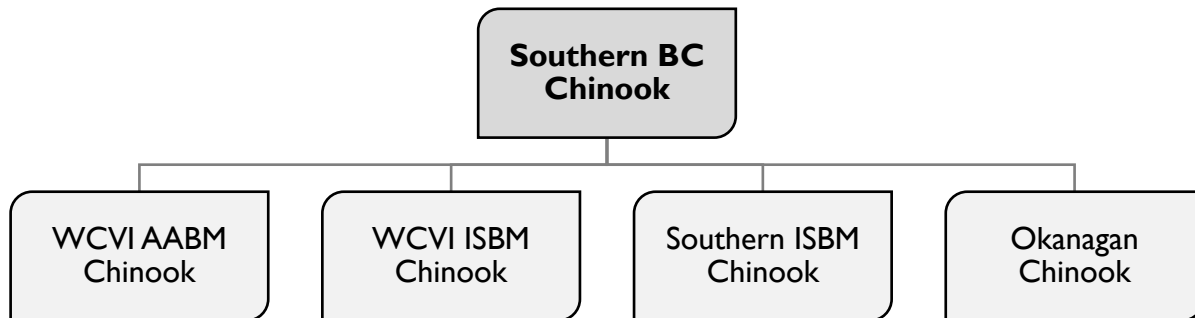 Southern BC
Chinook
WCVI AABM
Chinook
WCVI ISBM
Chinook
Southern ISBM
Chinook
Okanagan
Chinook